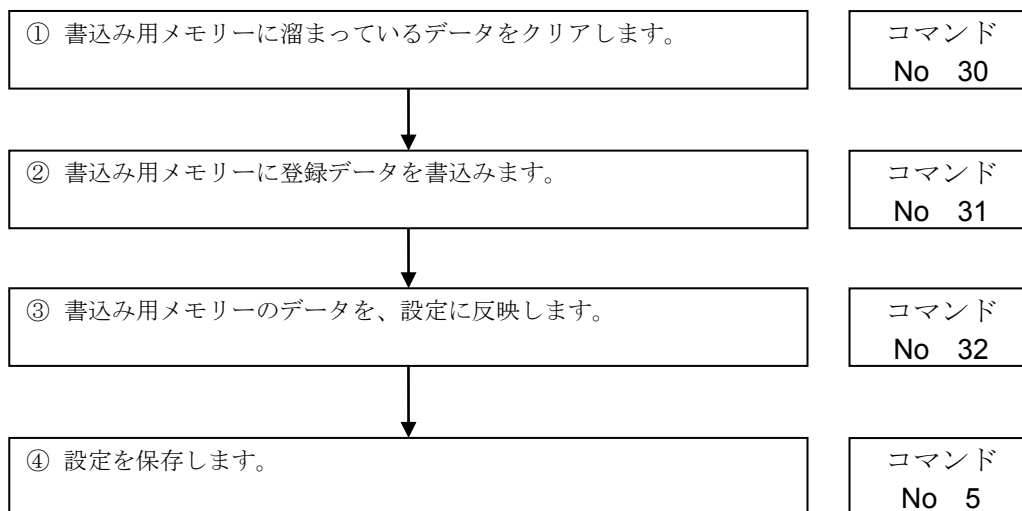 ① 書込み用メモリーに溜まっているデータをクリアします。
コマンド
No 30
② 書込み用メモリーに登録データを書込みます。
コマンド
No 31
③ 書込み用メモリーのデータを、設定に反映します。
コマンド
No 32
④ 設定を保存します。
コマンド
No 5